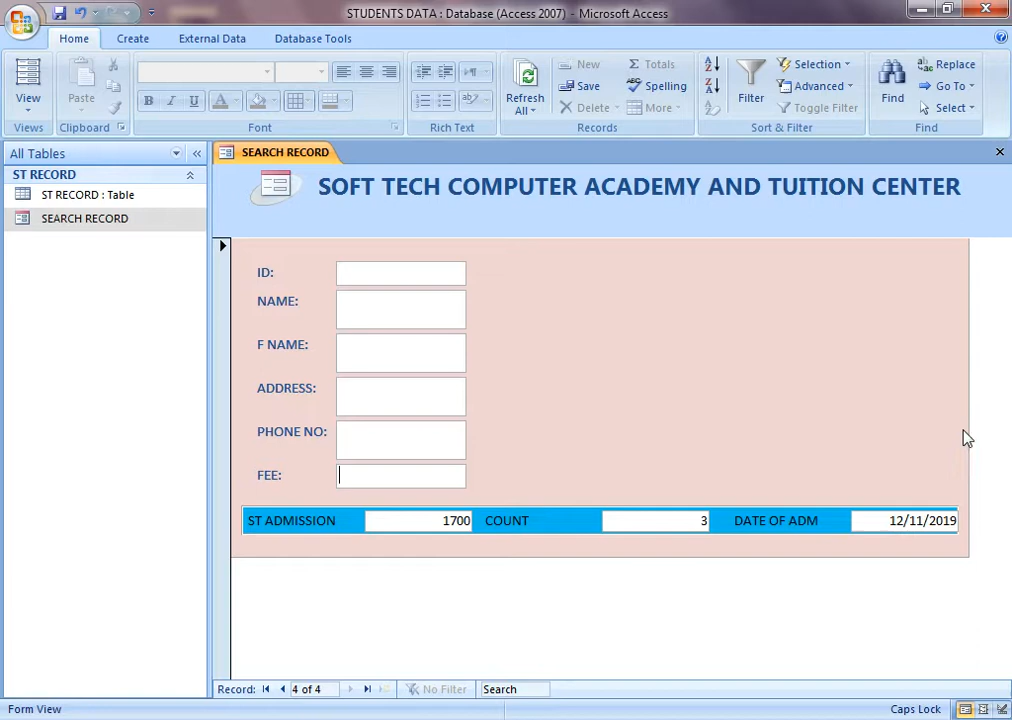 STUDENTS DATA : Database (Access 2007) - Microsoft Access
Home Create External Data Database Tools
View
Views
Paste
Clipboard
B I U A
Font
Rich Text
Refresh All
New
Save
Delete
Totals
Spelling
More
Records
Filter
Selection
Advanced
Toggle Filter
Sort & Filter
Find
Replace
Go To
Select
Find
All Tables
ST RECORD
ST RECORD : Table
SEARCH RECORD
SEARCH RECORD
SOFT TECH COMPUTER ACADEMY AND TUITION CENTER
ID:
NAME:
F NAME:
ADDRESS:
PHONE NO:
FEE:
ST ADMISSION 1700 COUNT 3 DATE OF ADM 12/11/2019
Record: 4 of 4 No Filter Search
Form View Caps Lock